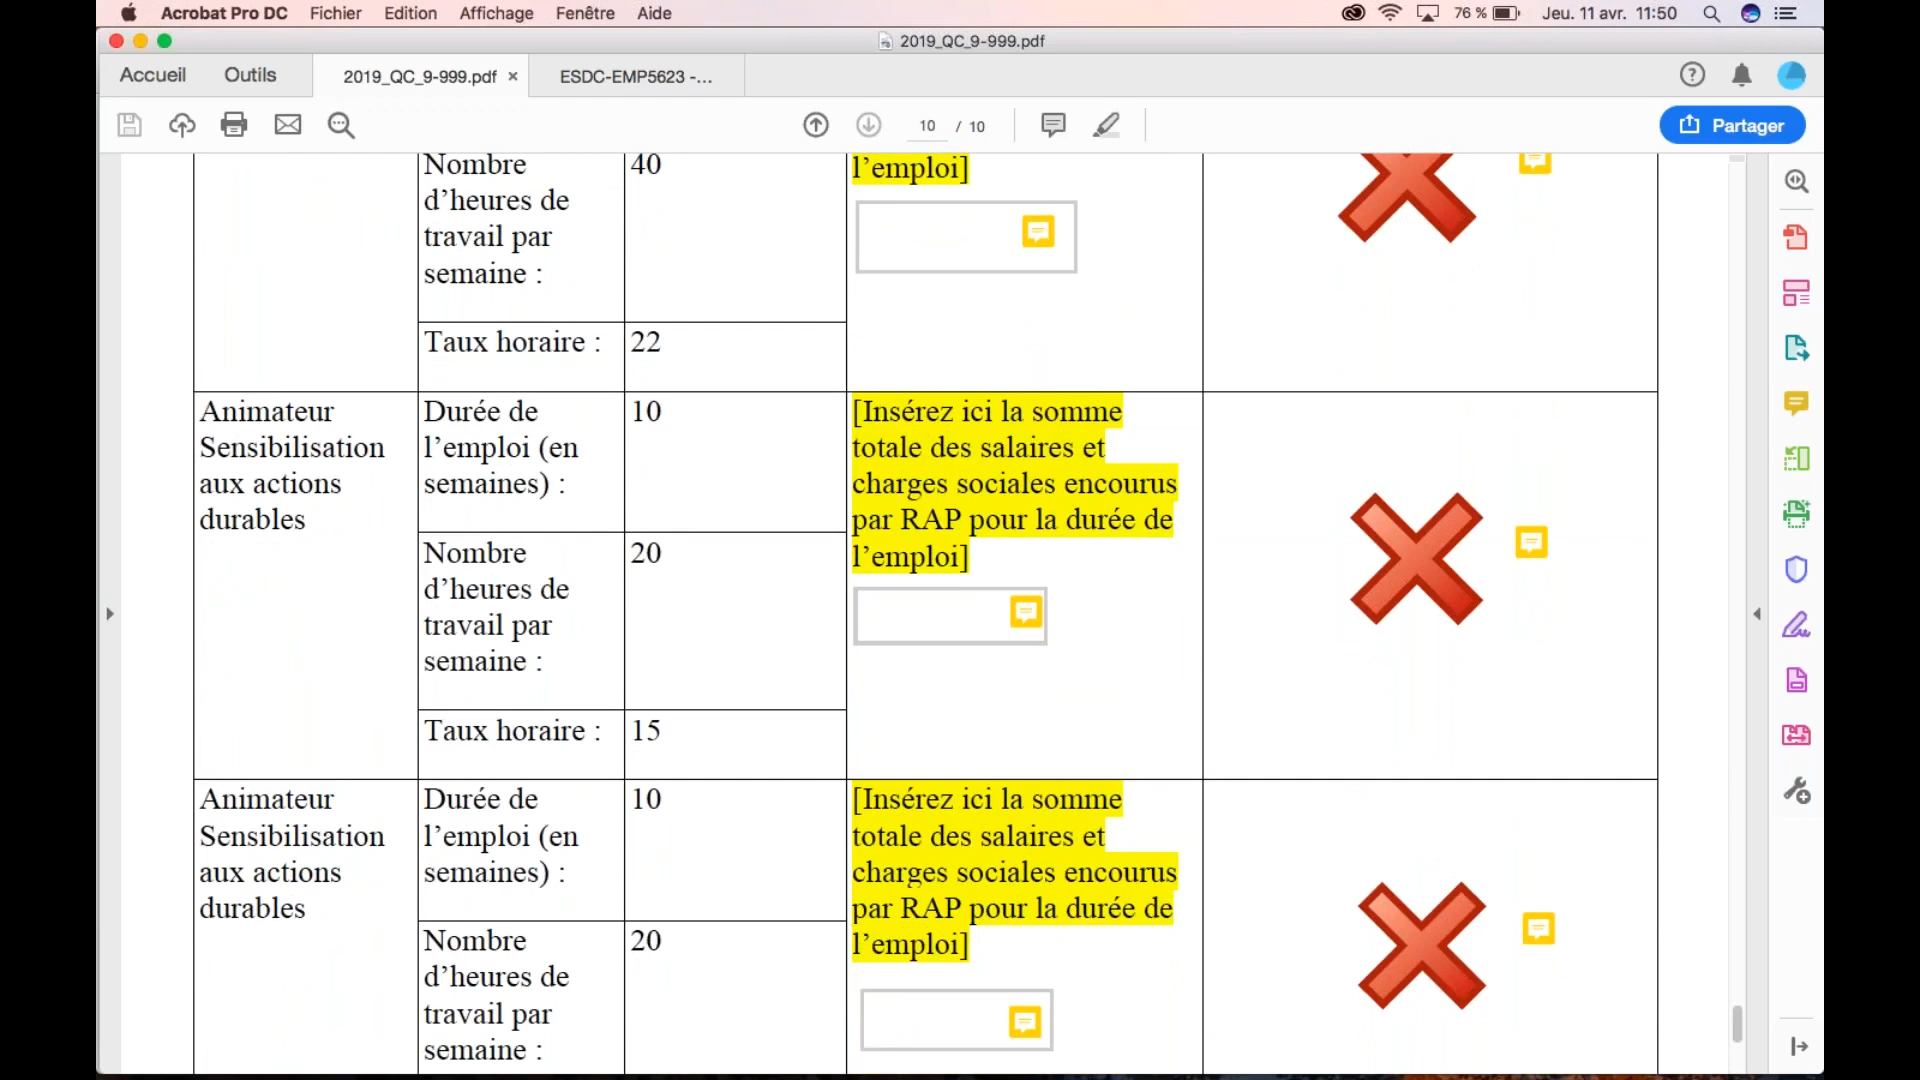 Acrobat Pro DC Fichier Edition Affichage Fenêtre Aide
76 % Jeu. 11 avr. 11:50
2019_QC_9-999.pdf
Accueil Outils 2019_QC_9-999.pdf × ESDC-EMP5623 -...
10 / 10 Partager
Nombre
d’heures de
travail par
semaine :
40
l’emploi]
Taux horaire :
22
Animateur
Sensibilisation
aux actions
durables
Durée de
l’emploi (en
semaines) :
10
[Insérez ici la somme
totale des salaires et
charges sociales encourus
par RAP pour la durée de
l’emploi]
Nombre
d’heures de
travail par
semaine :
20
Taux horaire :
15
Animateur
Sensibilisation
aux actions
durables
Durée de
l’emploi (en
semaines) :
10
[Insérez ici la somme
totale des salaires et
charges sociales encourus
par RAP pour la durée de
l’emploi]
Nombre
d’heures de
travail par
semaine :
20